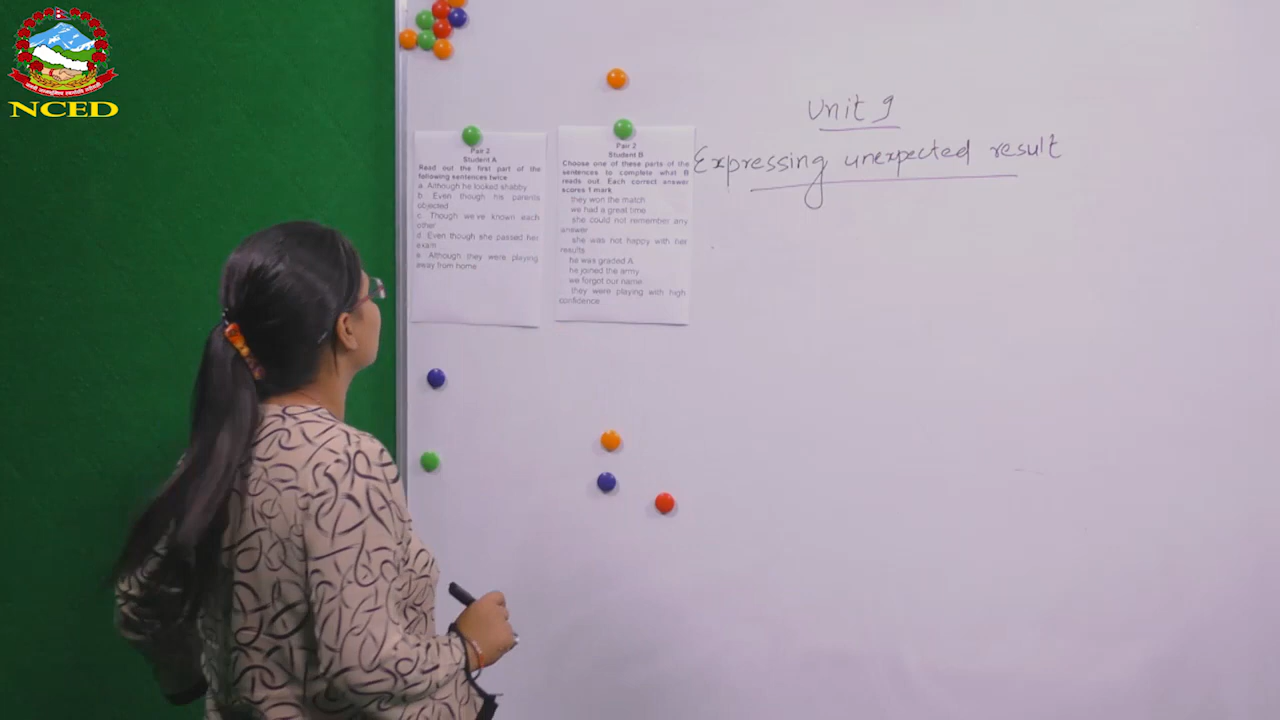 NCED
Unit 9
Expressing unexpected result
Pair 2
Student A
Read out the first part of the
following sentences twice
a. Although he looked shabby
b. Even though his parents
objected
c. Though we've known each
other
d. Even though she passed her
exam
e. Although they were playing
away from home
Pair 2
Student B
Choose one of these parts of the
sentences to complete what B
reads out. Each correct answer
scores 1 mark
they won the match
we had a great time
she could not remember any
answer
she was not happy with her
results
he was graded A
he joined the army
we forgot our name
they were playing with high
confidence